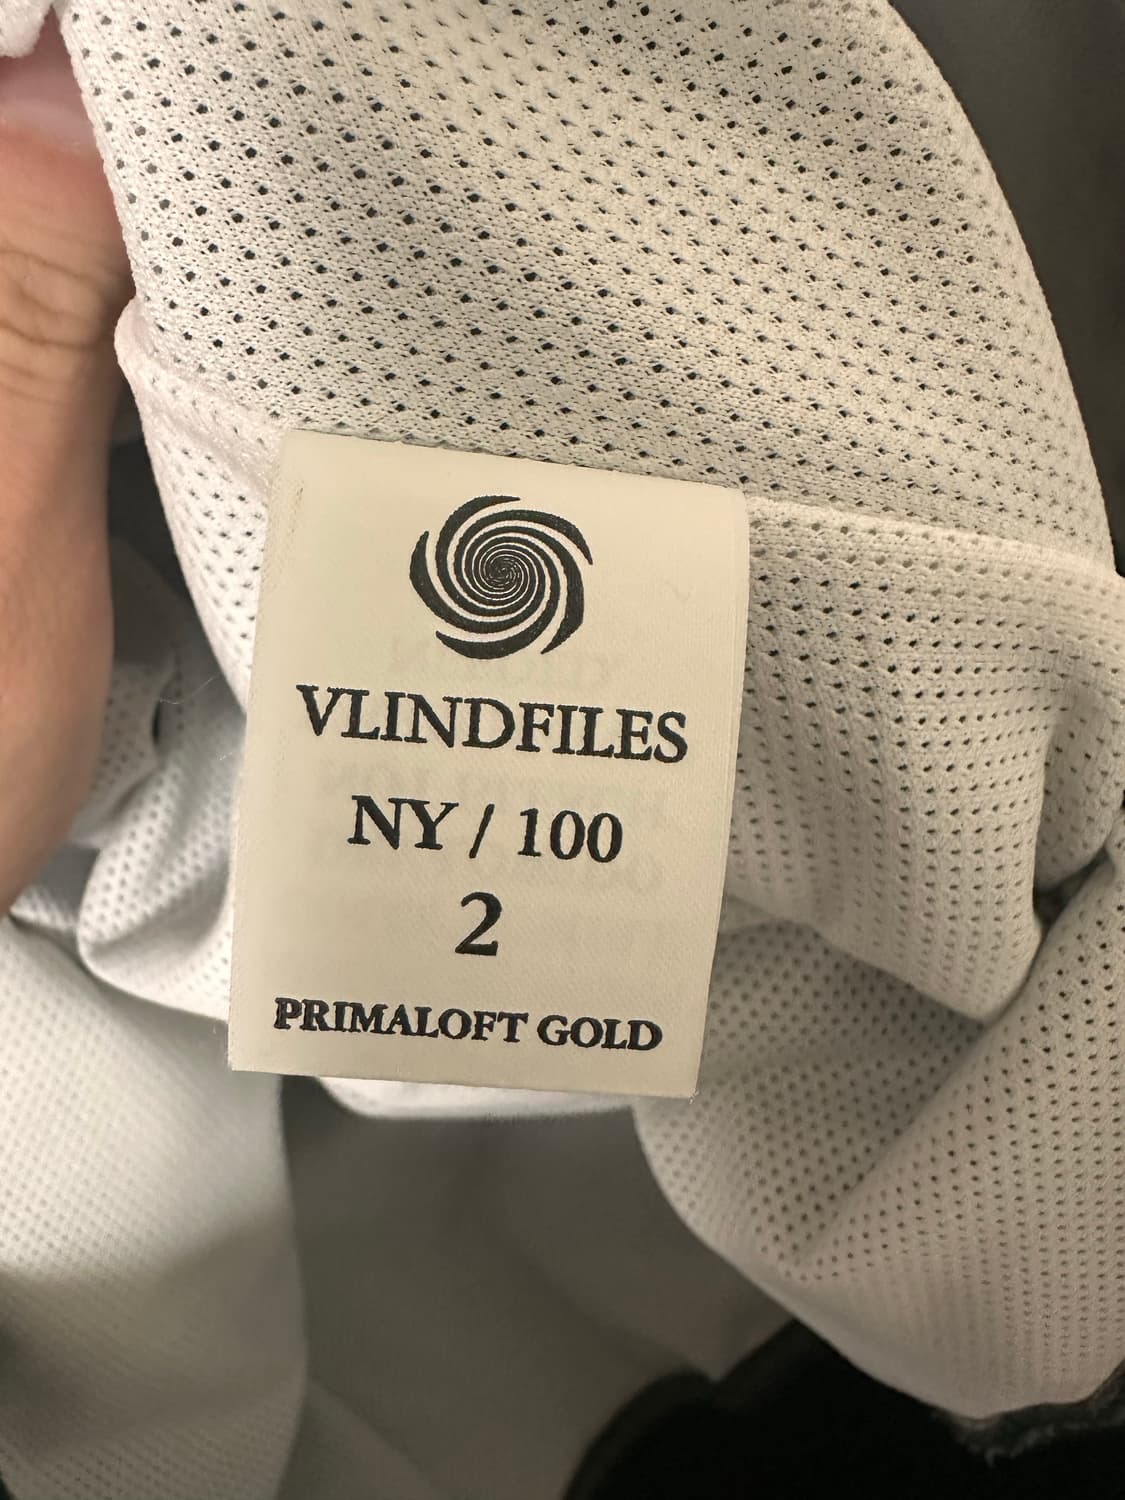 VLINDFILES
NY / 100
2
PRIMALOFT GOLD